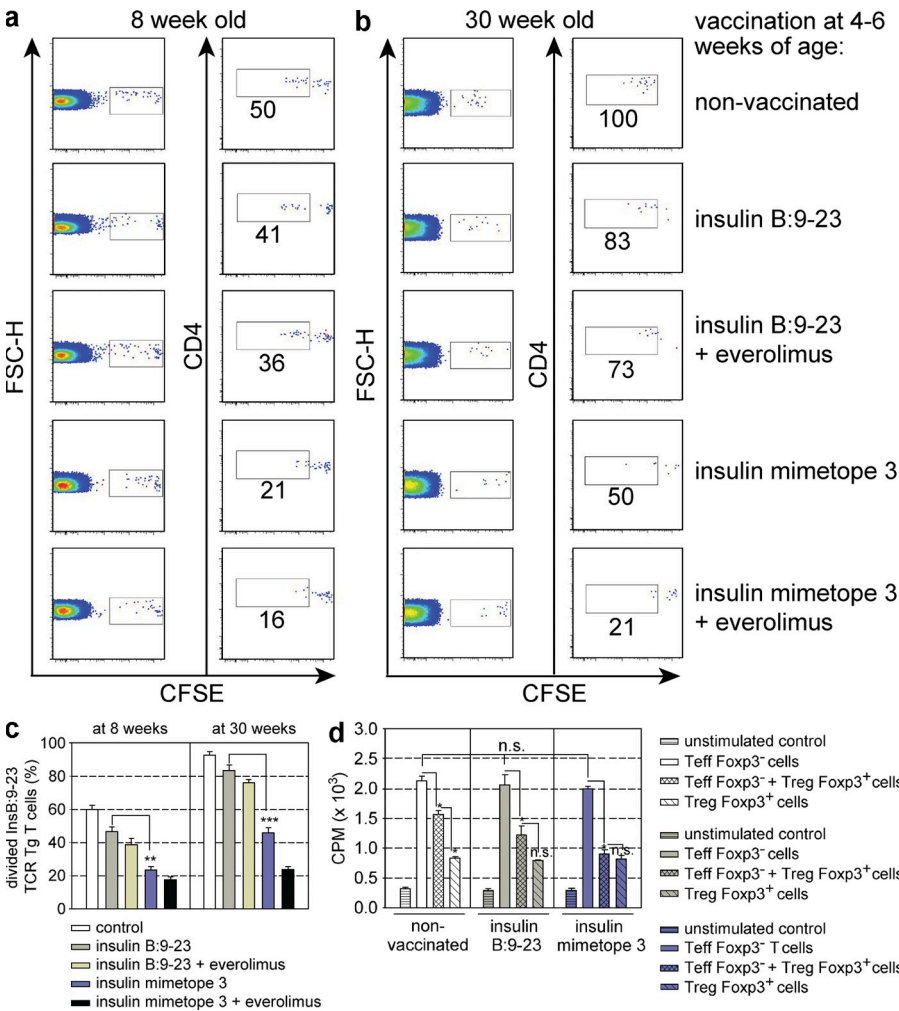 a
8 week old
b
30 week old
vaccination at 4-6
weeks of age:
50
100
non-vaccinated
41
83
insulin B:9-23
FSC-H
CD4
FSC-H
CD4
36
73
insulin B:9-23
+ everolimus
21
50
insulin mimetope 3
16
21
insulin mimetope 3
+ everolimus
CFSE
CFSE
c
at 8 weeks
at 30 weeks
divided InsB:9-23
TCR Tg T cells (%)
100
80
60
40
20
0
**
***
control
insulin B:9-23
insulin B:9-23 + everolimus
insulin mimetope 3
insulin mimetope 3 + everolimus
d
CPM (x 10³)
3.0
2.5
2.0
1.5
1.0
0.5
0.0
n.s.
*
*
*
n.s.
*
n.s.
non-
vaccinated
insulin
B:9-23
insulin
mimetope 3
unstimulated control
Teff Foxp3⁻ cells
Teff Foxp3⁻ + Treg Foxp3⁺cells
Treg Foxp3⁺ cells
unstimulated control
Teff Foxp3⁻ cells
Teff Foxp3⁻ + Treg Foxp3⁺cells
Treg Foxp3⁺ cells
unstimulated control
Teff Foxp3⁻ T cells
Teff Foxp3⁻ + Treg Foxp3⁺cells
Treg Foxp3⁺ cells